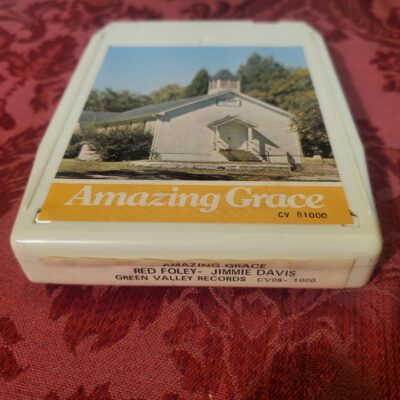 Amazing Grace
CV 81000
AMAZING GRACE
RED FOLEY- JIMMIE DAVIS
GREEN VALLEY RECORDS CV08- 1000